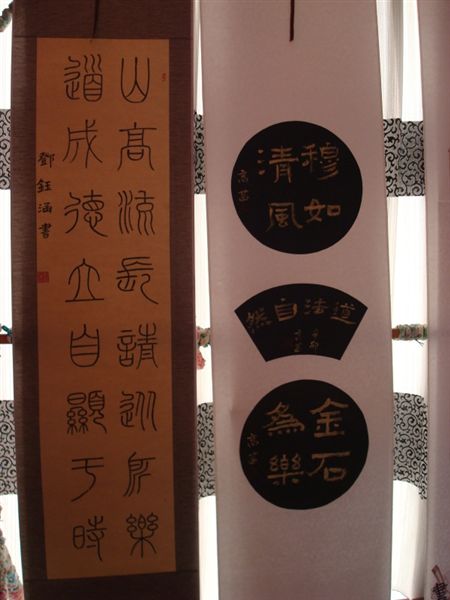 山高流長請所樂
道成德立自顯于時
鄧鈺涵書
穆如
清風
道法自然
金石
為樂